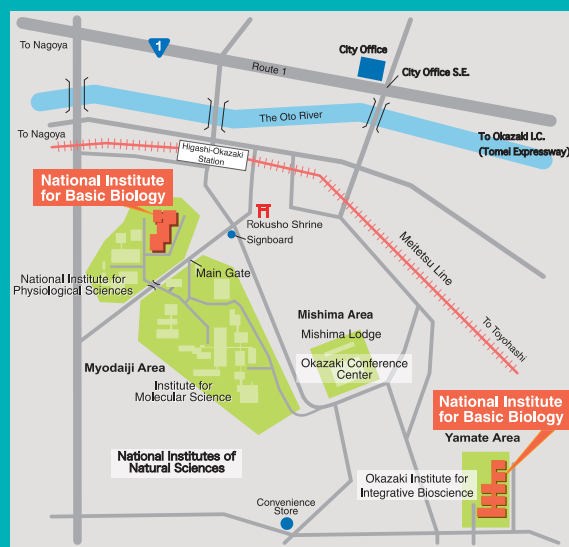 To Nagoya
1
City Office
Route 1
City Office S.E.
The Oto River
To Nagoya
To Okazaki I.C.
(Tomei Expressway)
Higashi-Okazaki
Station
National Institute
for Basic Biology
Rokusho Shrine
Signboard
Meitetsu Line
Main Gate
National Institute for
Physiological Sciences
Mishima Area
Mishima Lodge
To Toyohashi
Okazaki Conference
Center
Myodaiji Area
Institute for
Molecular Science
National Institute
for Basic Biology
Yamate Area
National Institutes of
Natural Sciences
Okazaki Institute for
Integrative Bioscience
Convenience
Store